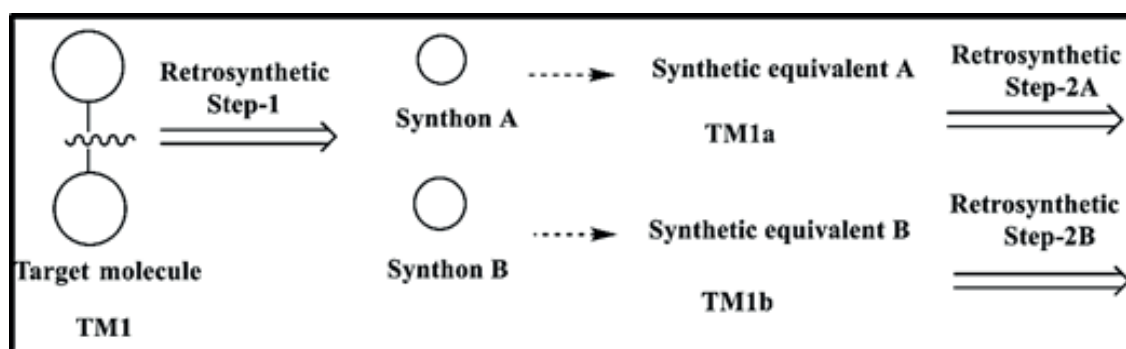 Retrosynthetic
Step-1
Synthon A
Synthetic equivalent A
TM1a
Retrosynthetic
Step-2A
Target molecule
TM1
Synthon B
Synthetic equivalent B
TM1b
Retrosynthetic
Step-2B